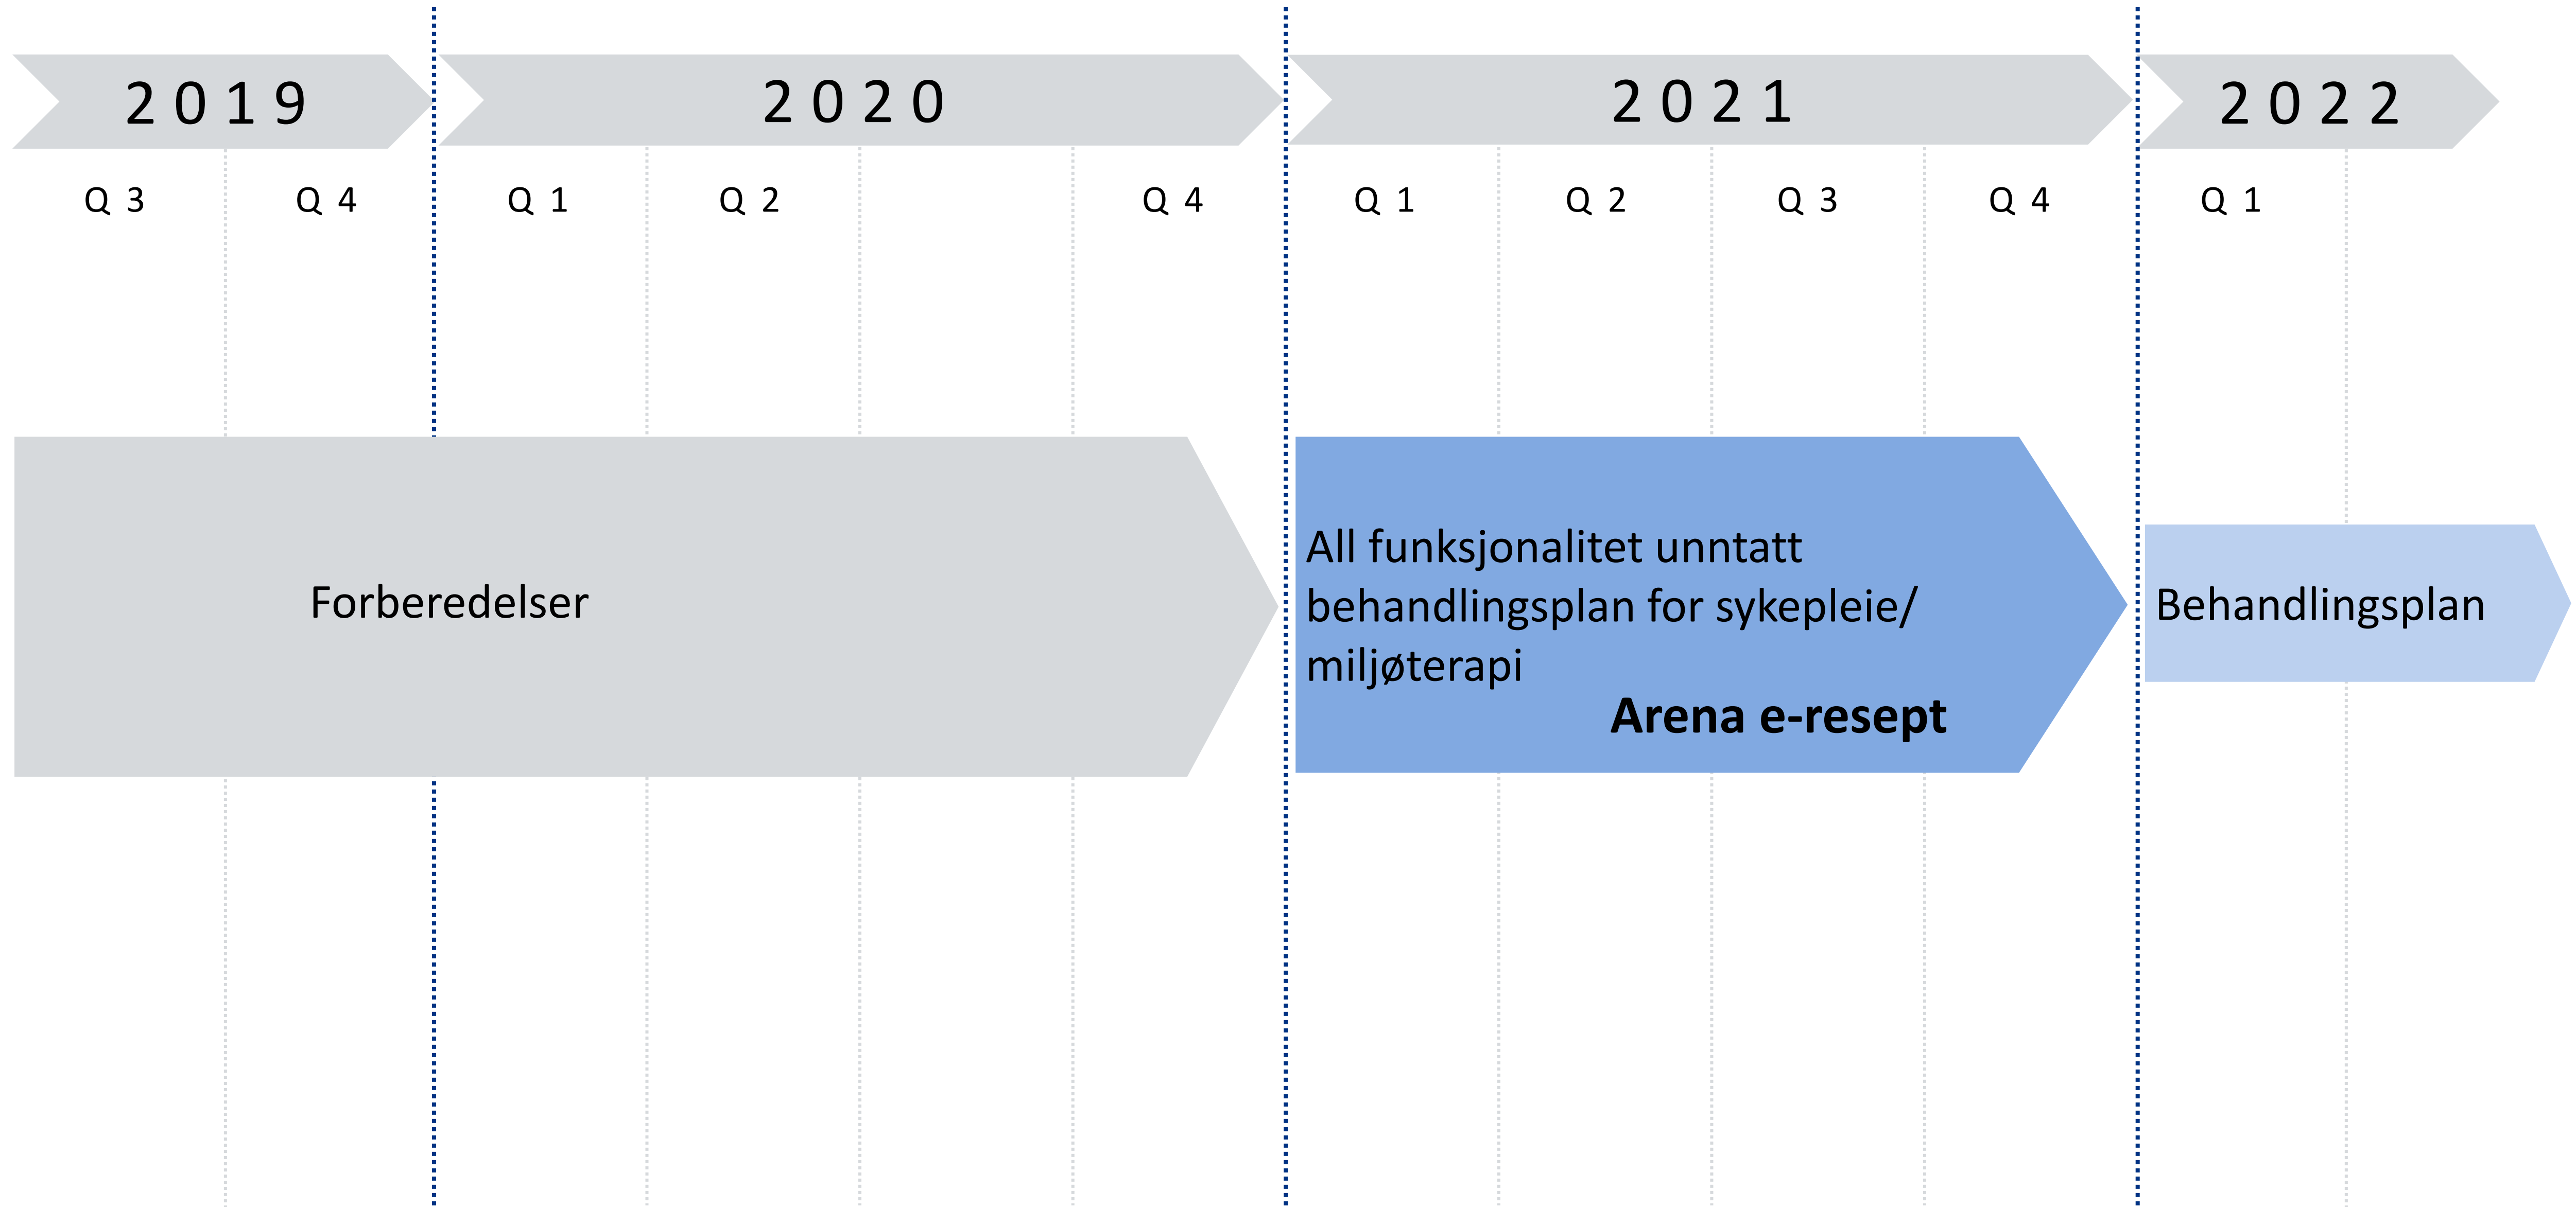 2019 2020 2021 2022
Q 3 Q 4 Q 1 Q 2 Q 4 Q 1 Q 2 Q 3 Q 4 Q 1
Forberedelser
All funksjonalitet unntatt
behandlingsplan for sykepleie/
miljøterapi
Arena e-resept
Behandlingsplan